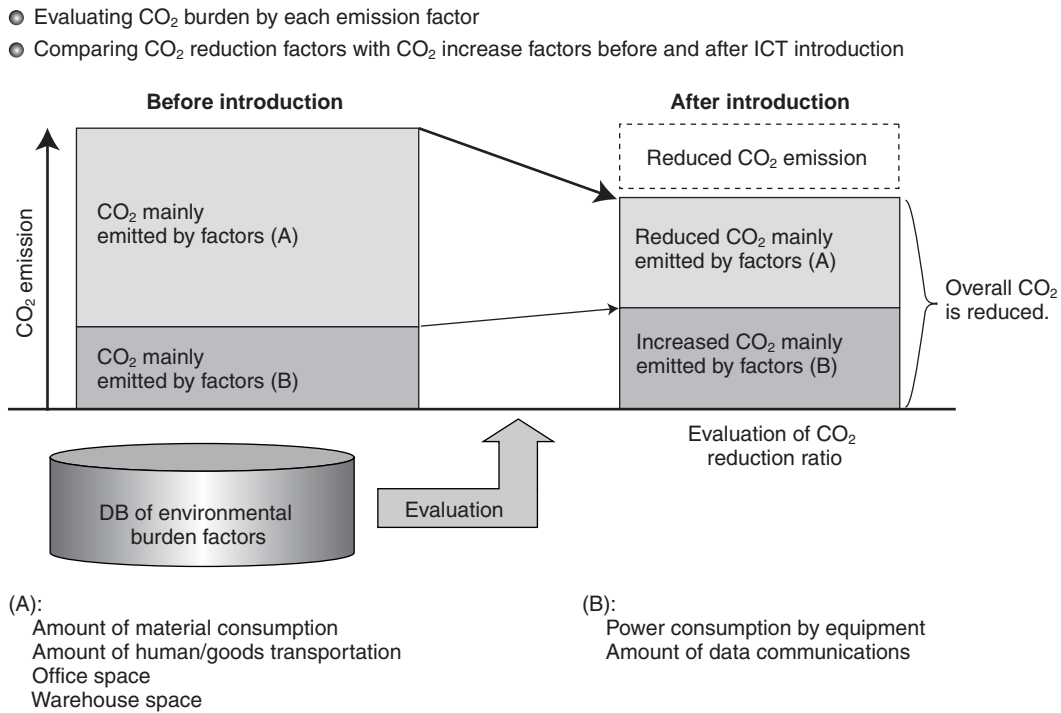 Evaluating CO₂ burden by each emission factor
Comparing CO₂ reduction factors with CO₂ increase factors before and after ICT introduction
Before introduction
After introduction
CO₂ emission
CO₂ mainly
emitted by factors (A)
CO₂ mainly
emitted by factors (B)
Reduced CO₂ emission
Reduced CO₂ mainly
emitted by factors (A)
Increased CO₂ mainly
emitted by factors (B)
Overall CO₂
is reduced.
Evaluation of CO₂
reduction ratio
DB of environmental
burden factors
Evaluation
(A):
Amount of material consumption
Amount of human/goods transportation
Office space
Warehouse space
(B):
Power consumption by equipment
Amount of data communications